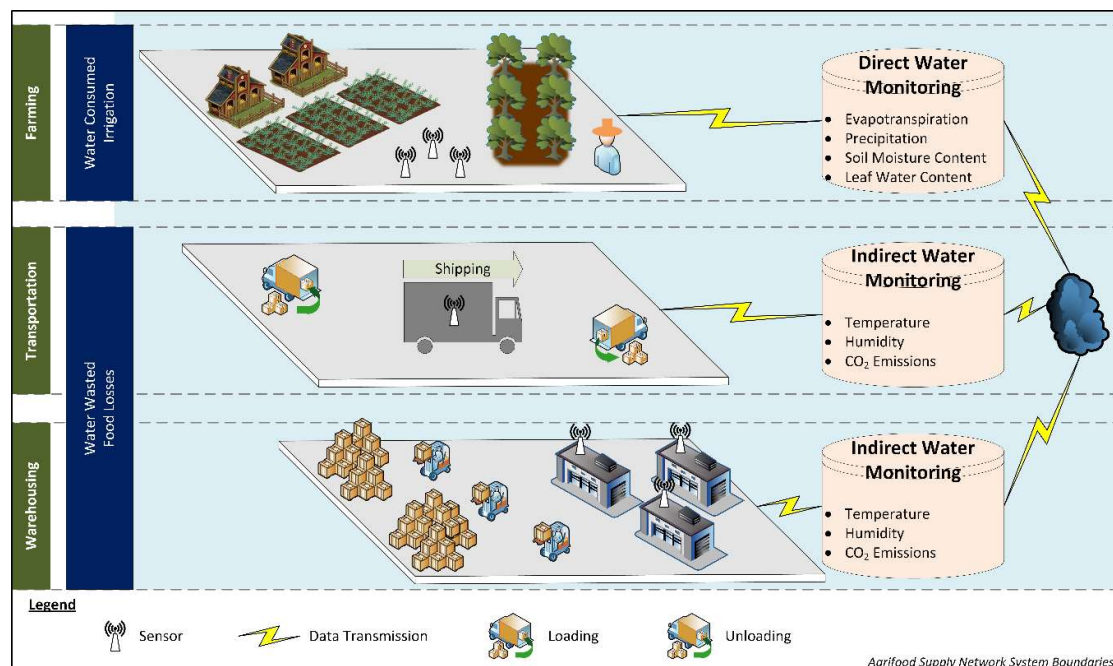 Farming
Water Consumed
Irrigation
Direct Water
Monitoring
• Evapotranspiration
• Precipitation
• Soil Moisture Content
• Leaf Water Content
Transportation
Water Wasted
Food Losses
Shipping
Indirect Water
Monitoring
• Temperature
• Humidity
• CO₂ Emissions
Warehousing
Indirect Water
Monitoring
• Temperature
• Humidity
• CO₂ Emissions
Legend
Sensor
Data Transmission
Loading
Unloading
Agrifood Supply Network System Boundaries